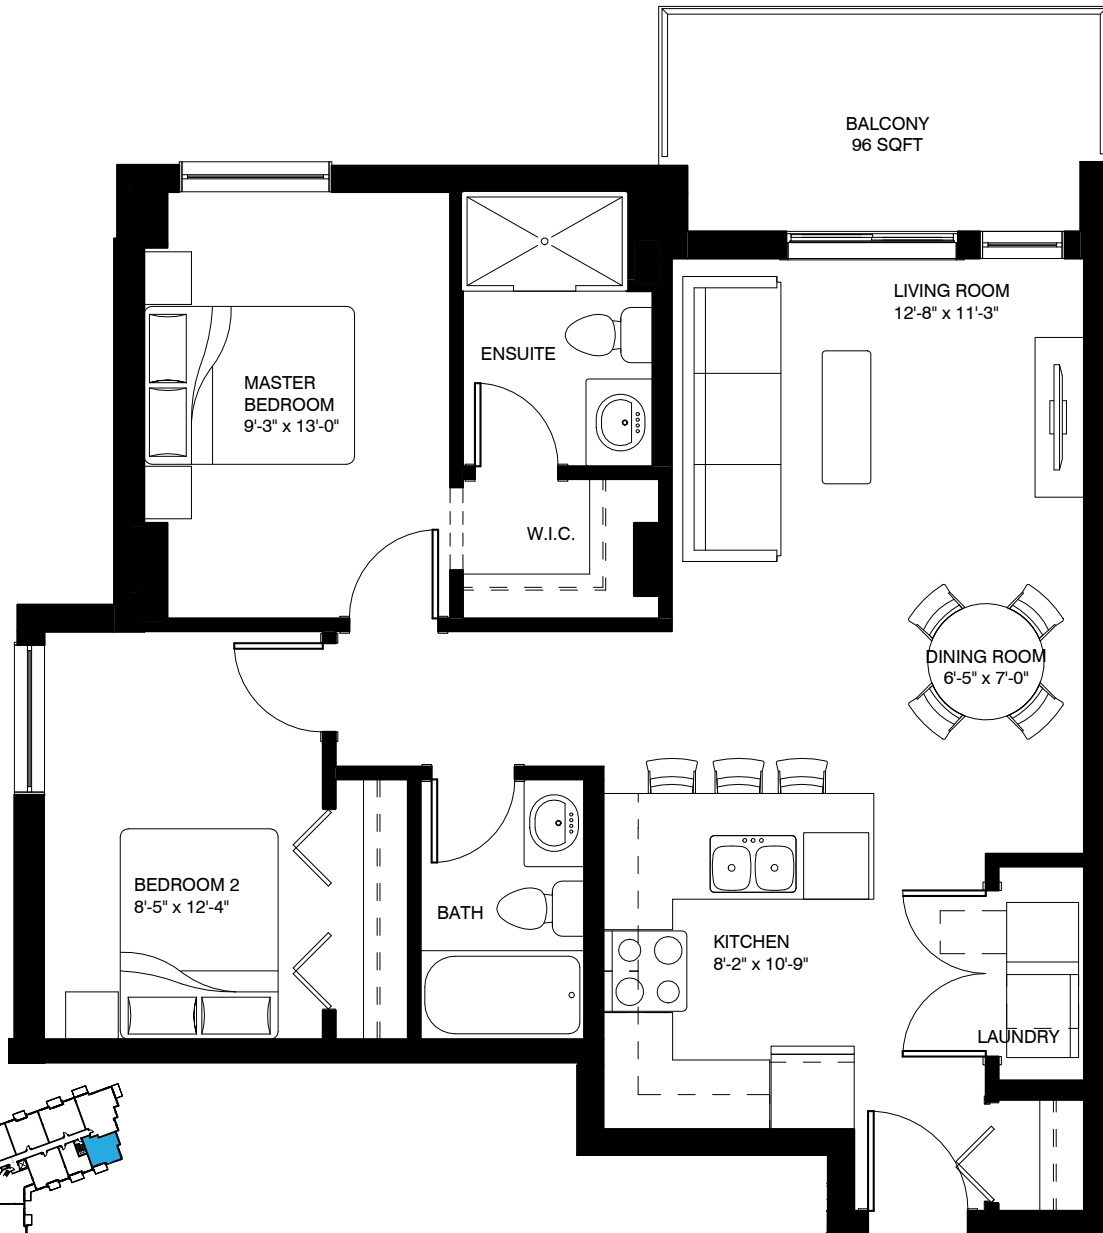 BALCONY
96 SQFT
LIVING ROOM
12'-8" x 11'-3"
ENSUITE
MASTER
BEDROOM
9'-3" x 13'-0"
W.I.C.
DINING ROOM
6'-5" x 7'-0"
BEDROOM 2
8'-5" x 12'-4"
BATH
KITCHEN
8'-2" x 10'-9"
LAUNDRY